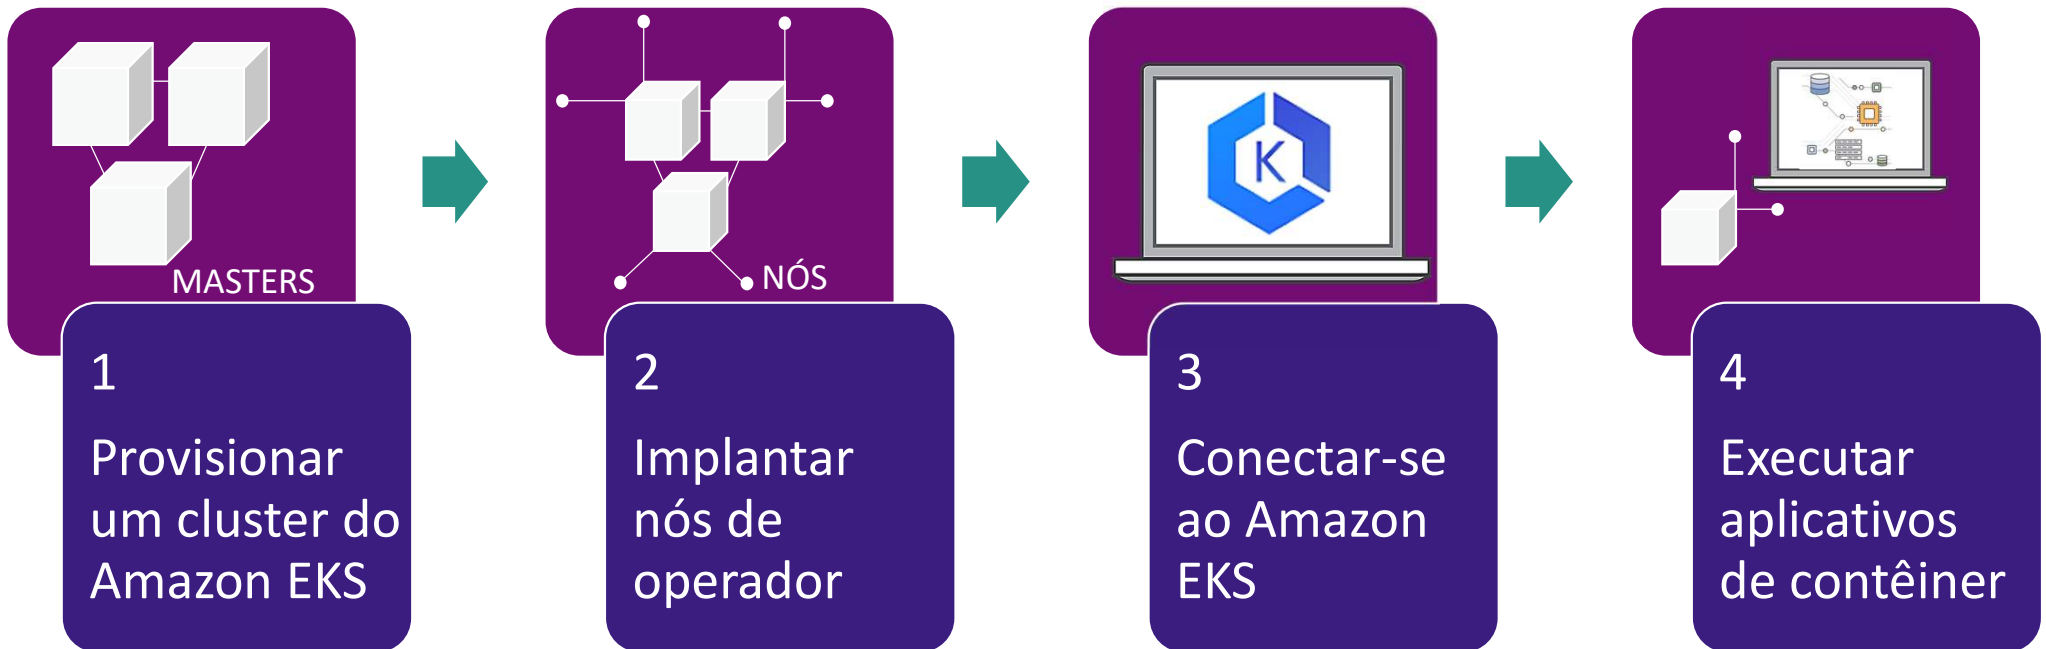 MASTERS
1
Provisionar
um cluster do
Amazon EKS
NÓS
2
Implantar
nós de
operador
K
3
Conectar-se
ao Amazon
EKS
4
Executar
aplicativos
de contêiner